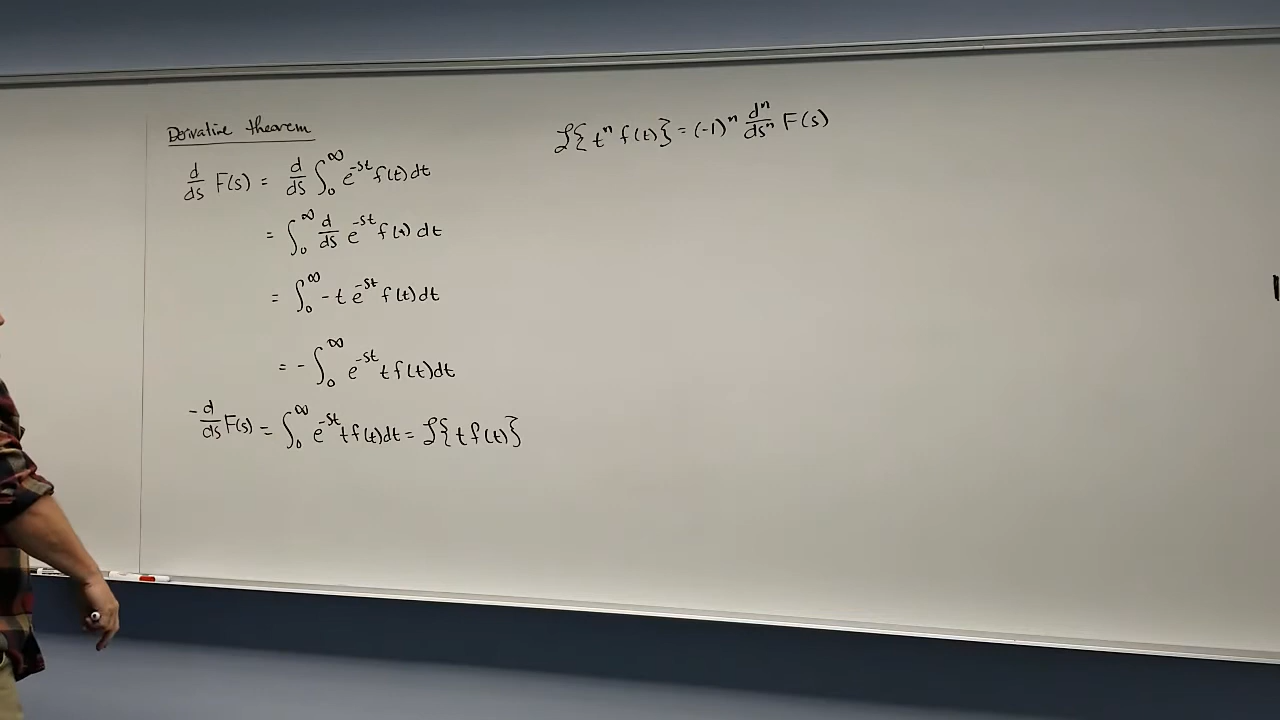 Derivative theorem
d/ds F(s) = d/ds ∫₀^∞ e^{-st} f(t) dt
= ∫₀^∞ d/ds e^{-st} f(t) dt
= ∫₀^∞ -t e^{-st} f(t) dt
= - ∫₀^∞ e^{-st} t f(t) dt
-d/ds F(s) = ∫₀^∞ e^{-st} t f(t) dt = ℒ{t f(t)}
ℒ{tⁿ f(t)} = (-1)ⁿ dⁿ/dsⁿ F(s)